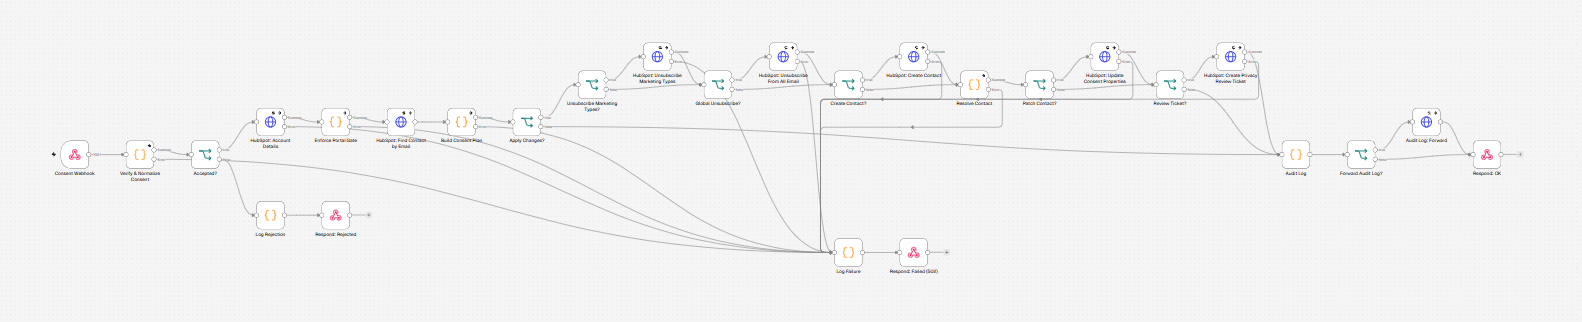 HubSpot: Unsubscribe
Marketing Types
HubSpot: Unsubscribe
From All Email
HubSpot: Create Contact
HubSpot: Update
Consent Properties
HubSpot: Create Privacy
Review Ticket
Unsubscribe Marketing
Types?
Global Unsubscribe?
Create Contact?
Resolve Contact
Patch Contact?
Review Ticket?
HubSpot: Account
Details
Enforce Portal Gate
HubSpot: Find Contact
by Email
Build Consent Plan
Apply Changes?
Audit Log: Forward
Consent Webhook
Verify & Normalize
Consent
Accepted?
Audit Log
Forward Audit Log?
Respond: OK
Log Rejection
Respond: Rejected
Log Failure
Respond: Failed (502)